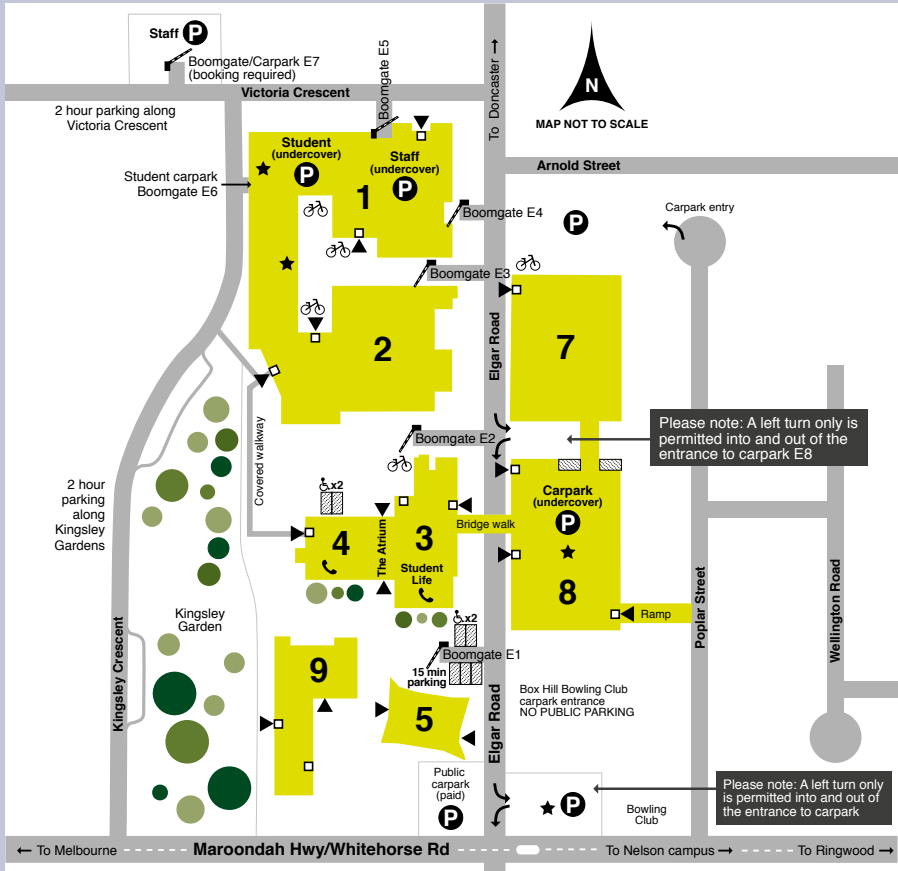 Staff P
Boomgate/Carpark E7
(booking required)
Boomgate E5
To Doncaster →
N
MAP NOT TO SCALE
Victoria Crescent
2 hour parking along
Victoria Crescent
Student
(undercover)
P
Staff
(undercover)
P
1
Arnold Street
Student carpark
Boomgate E6
Boomgate E4
P
Carpark entry
Boomgate E3
2
Elgar Road
7
Please note: A left turn only is
permitted into and out of the
entrance to carpark E8
Boomgate E2
Covered walkway
2 hour
parking
along
Kingsley
Gardens
x2
4
The Atrium
3
Student
Life
Bridge walk
Carpark
(undercover)
P
8
Ramp
Poplar Street
Wellington Road
Kingsley
Garden
Kingsley Crescent
x2
Boomgate E1
15 min
parking
9
5
Elgar Road
Box Hill Bowling Club
carpark entrance
NO PUBLIC PARKING
Public
carpark
(paid)
P
P
Bowling
Club
Please note: A left turn only
is permitted into and out of
the entrance to carpark
← To Melbourne
Maroondah Hwy/Whitehorse Rd
To Nelson campus →
To Ringwood →